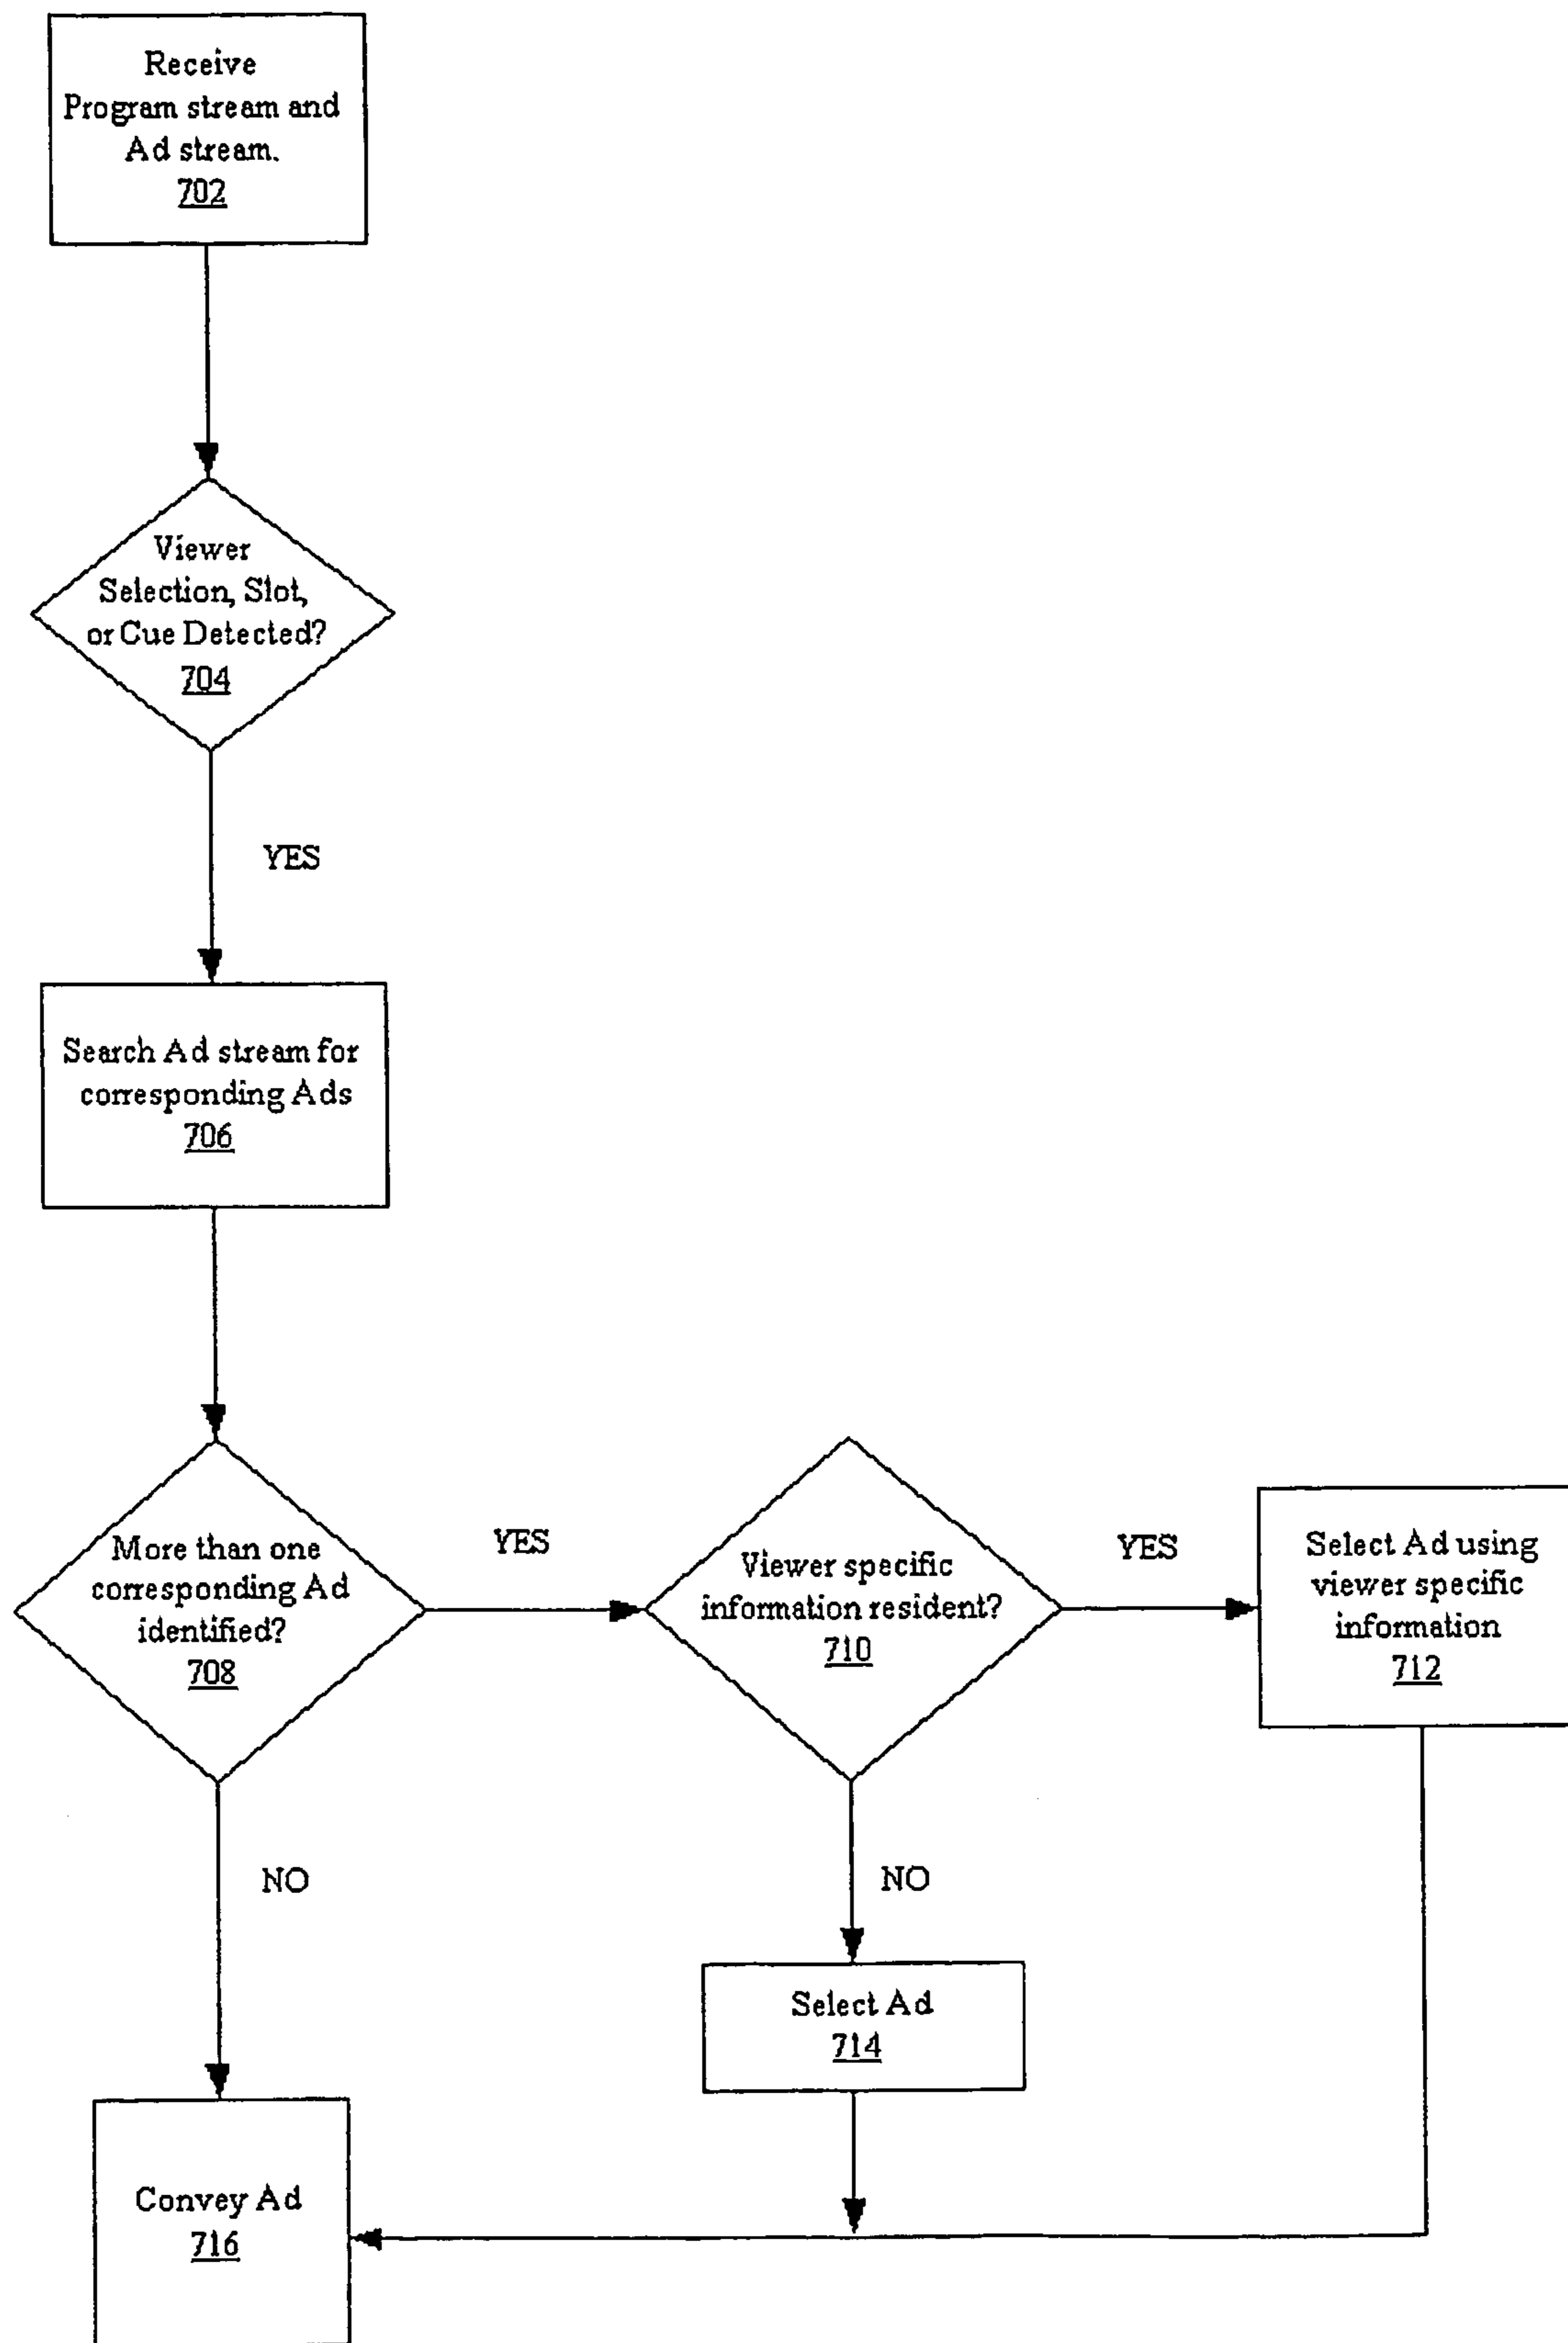 Receive
Program stream and
Ad stream.
702
Viewer
Selection, Slot,
or Cue Detected?
704
YES
Search Ad stream for
corresponding Ads
706
More than one
corresponding Ad
identified?
708
YES
Viewer specific
information resident?
710
YES
Select Ad using
viewer specific
information
712
NO
NO
Select Ad
714
Convey Ad
716